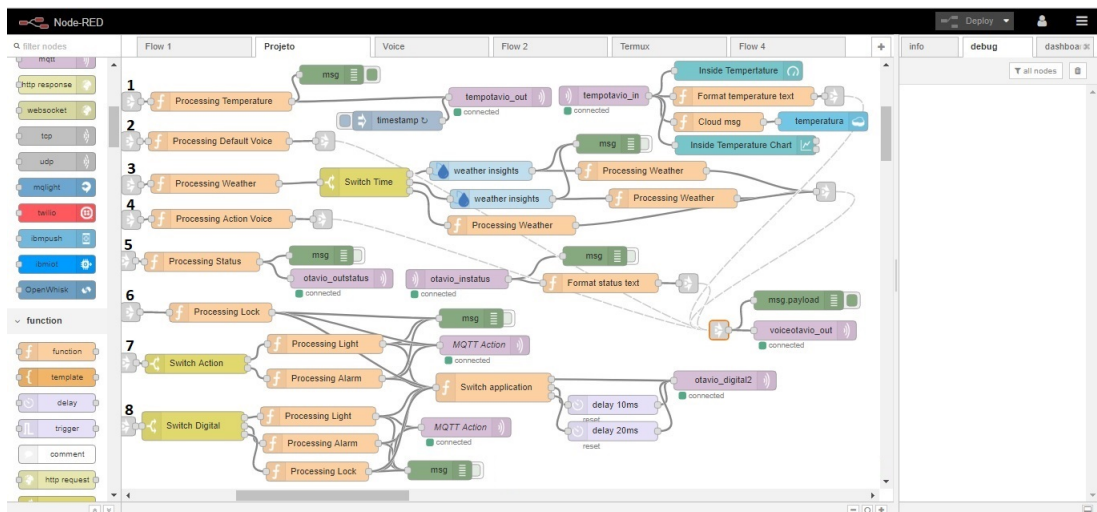 Node-RED
Deploy
filter nodes
Flow 1
Projeto
Voice
Flow 2
Termux
Flow 4
info
debug
dashboar
all nodes
mqtt
http response
websocket
tcp
udp
mqlight
twilio
ibmpush
ibmiot
OpenWhisk
function
function
template
delay
trigger
comment
http request
1
Processing Temperature
msg
timestamp ↻
tempotavio_out
connected
tempotavio_in
connected
Inside Tempertature
Format temperature text
Cloud msg
temperatura
Inside Temperature Chart
2
Processing Default Voice
3
Processing Weather
Switch Time
weather insights
weather insights
msg
Processing Weather
Processing Weather
Processing Weather
4
Processing Action Voice
5
Processing Status
msg
otavio_outstatus
connected
otavio_instatus
connected
msg
Format status text
msg.payload
voiceotavio_out
connected
6
Processing Lock
msg
7
Switch Action
Processing Light
Processing Alarm
MQTT Action
connected
Switch application
delay 10ms
reset
delay 20ms
reset
otavio_digital2
connected
8
Switch Digital
Processing Light
Processing Alarm
Processing Lock
MQTT Action
connected
msg